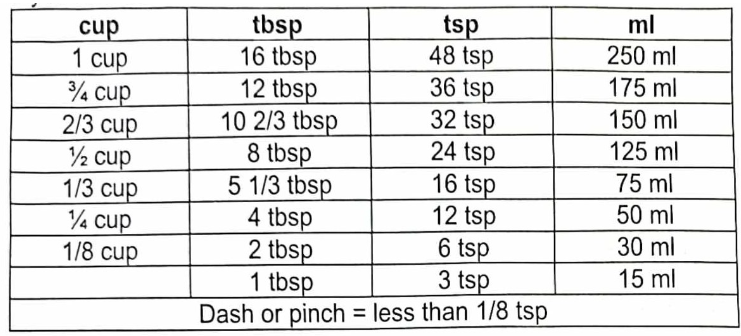 cup tbsp tsp ml
1 cup 16 tbsp 48 tsp 250 ml
¾ cup 12 tbsp 36 tsp 175 ml
2/3 cup 10 2/3 tbsp 32 tsp 150 ml
½ cup 8 tbsp 24 tsp 125 ml
1/3 cup 5 1/3 tbsp 16 tsp 75 ml
¼ cup 4 tbsp 12 tsp 50 ml
1/8 cup 2 tbsp 6 tsp 30 ml
1 tbsp 3 tsp 15 ml
Dash or pinch = less than 1/8 tsp